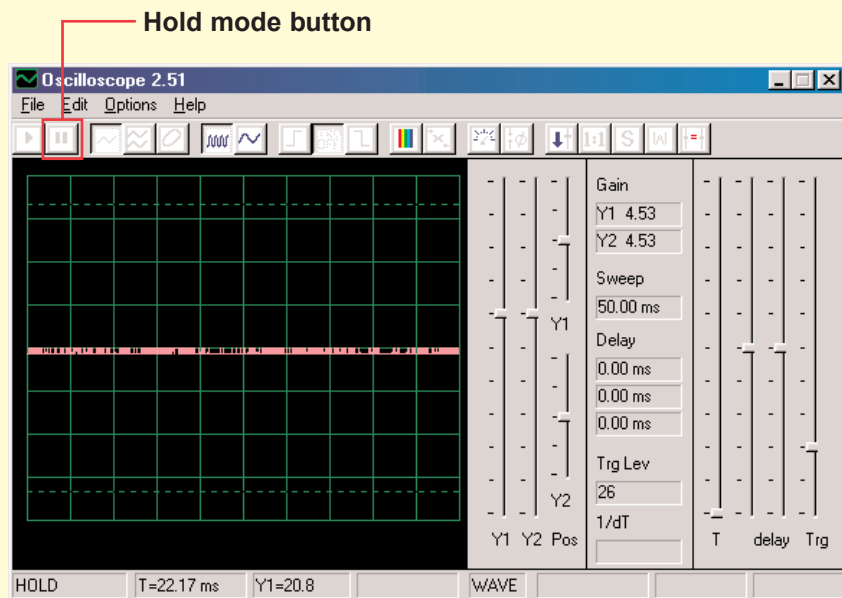 Hold mode button
Oscilloscope 2.51
File Edit Options Help
1:1 S W
Gain
Y1 4.53
Y2 4.53
Sweep
50.00 ms
Delay
0.00 ms
0.00 ms
0.00 ms
Trg Lev
26
1/dT
Y1
Y2
Y1 Y2 Pos
T delay Trg
HOLD T=22.17 ms Y1=20.8 WAVE